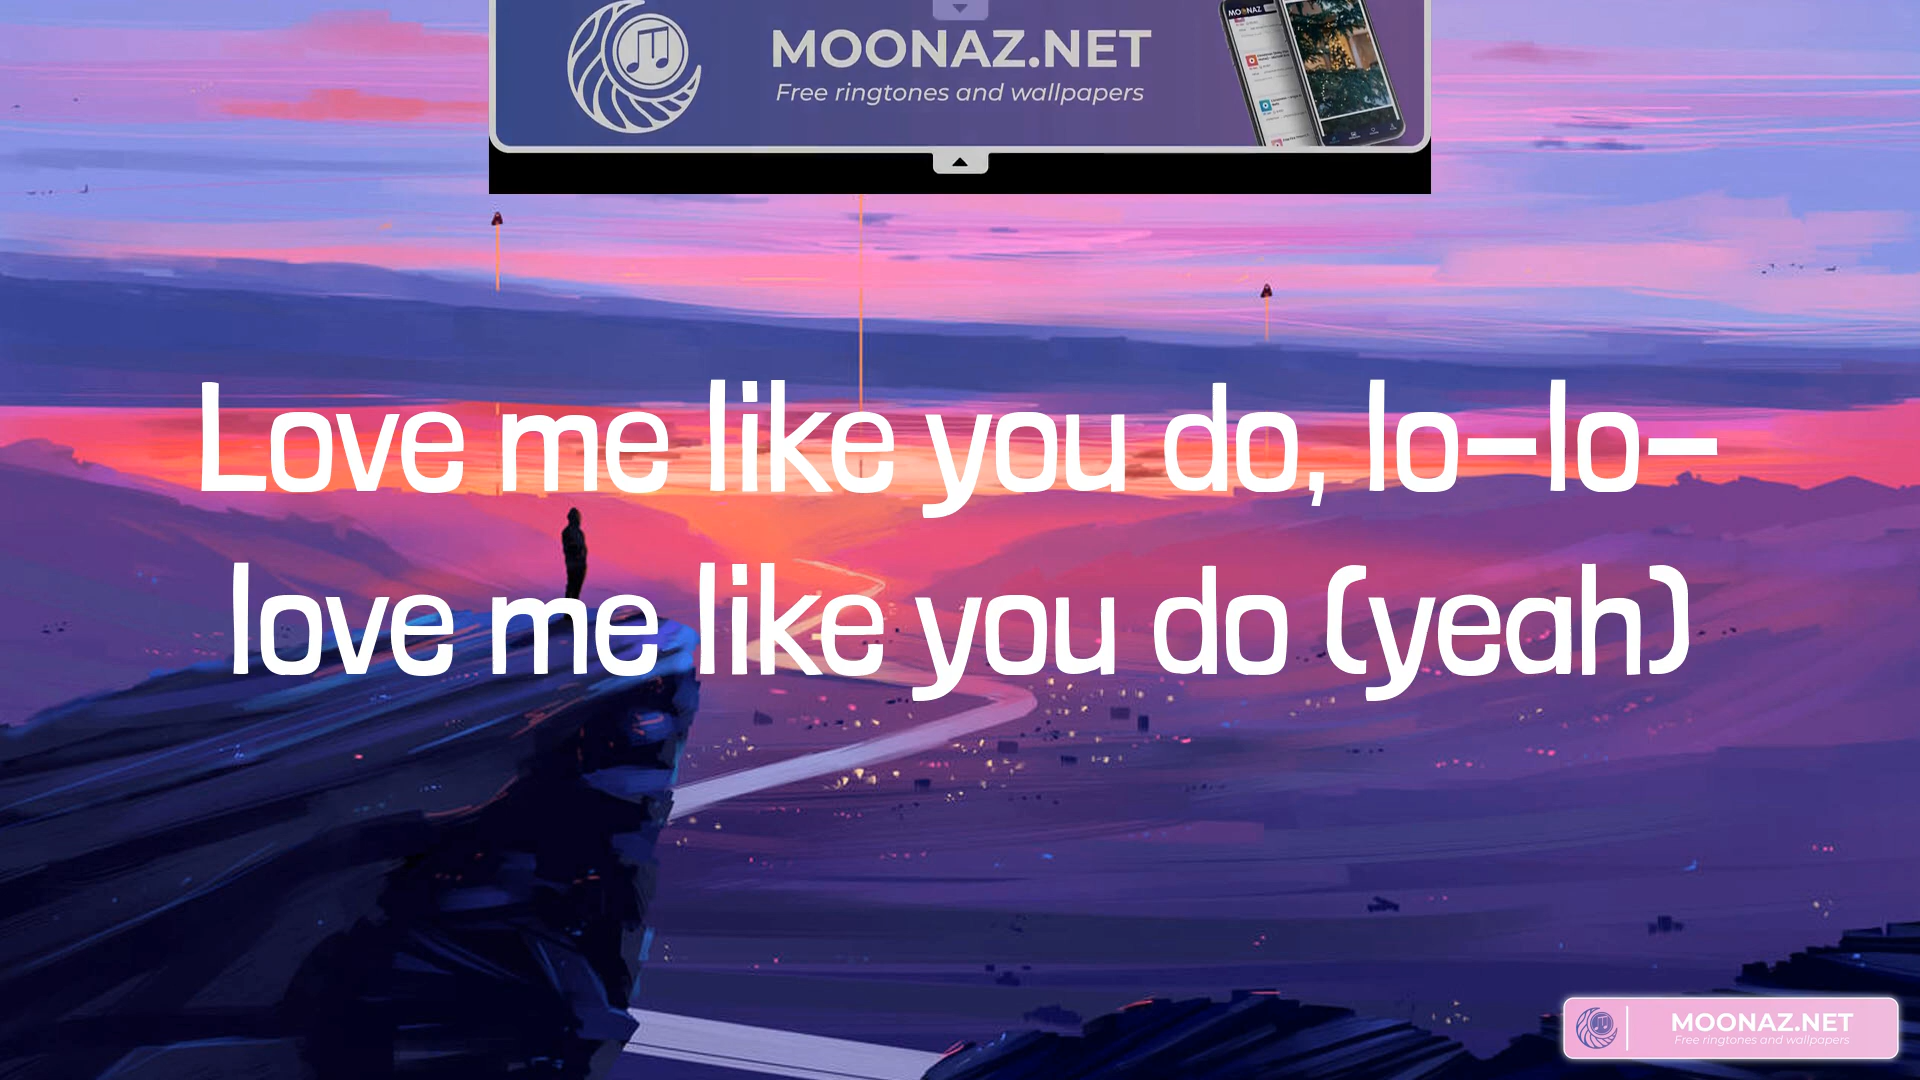 MOONAZ.NET
Free ringtones and wallpapers
Love me like you do, lo-lo-
love me like you do (yeah)
MOONAZ.NET
Free ringtones and wallpapers